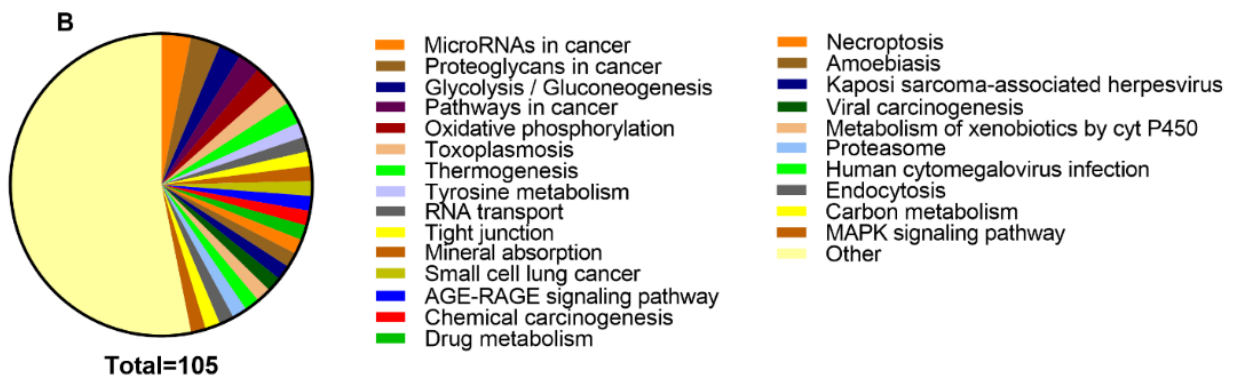 B
Total=105
MicroRNAs in cancer
Proteoglycans in cancer
Glycolysis / Gluconeogenesis
Pathways in cancer
Oxidative phosphorylation
Toxoplasmosis
Thermogenesis
Tyrosine metabolism
RNA transport
Tight junction
Mineral absorption
Small cell lung cancer
AGE-RAGE signaling pathway
Chemical carcinogenesis
Drug metabolism
Necroptosis
Amoebiasis
Kaposi sarcoma-associated herpesvirus
Viral carcinogenesis
Metabolism of xenobiotics by cyt P450
Proteasome
Human cytomegalovirus infection
Endocytosis
Carbon metabolism
MAPK signaling pathway
Other